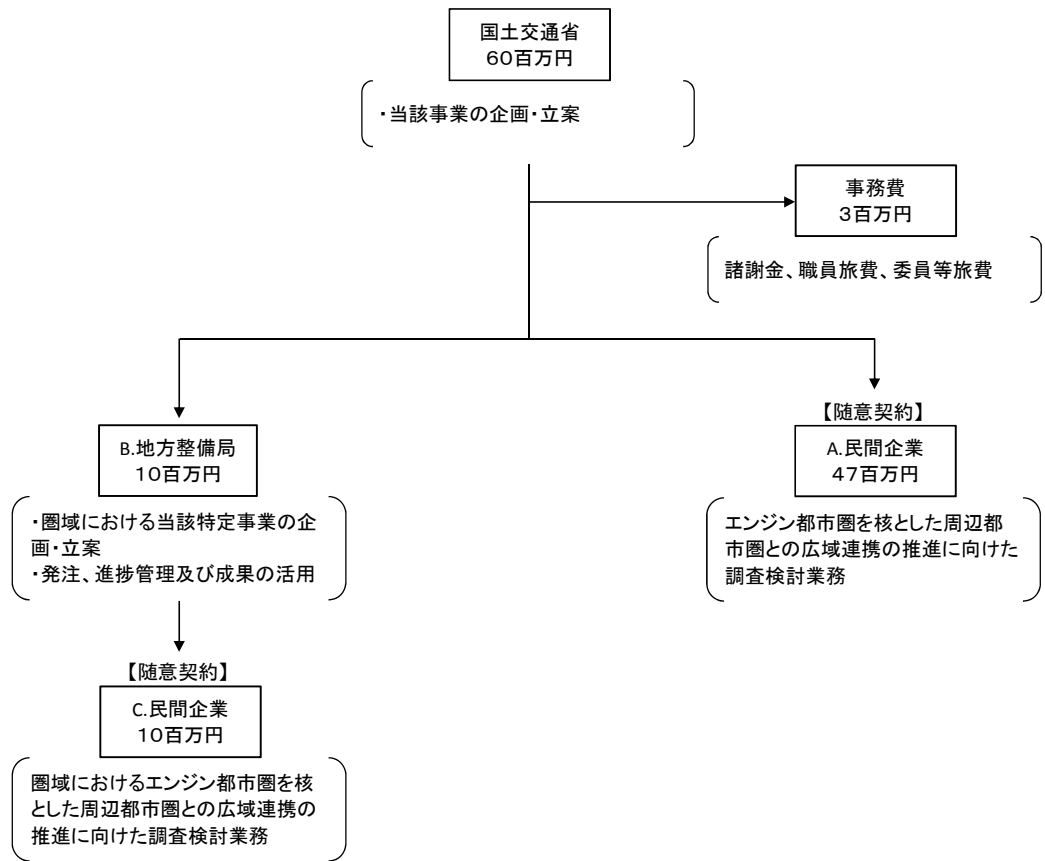 国土交通省
６０百万円
・当該事業の企画・立案
事務費
３百万円
諸謝金、職員旅費、委員等旅費
B.地方整備局
１０百万円
・圏域における当該特定事業の企
画・立案
・発注、進捗管理及び成果の活用
【随意契約】
A.民間企業
４７百万円
エンジン都市圏を核とした周辺都
市圏との広域連携の推進に向けた
調査検討業務
【随意契約】
C.民間企業
１０百万円
圏域におけるエンジン都市圏を核
とした周辺都市圏との広域連携の
推進に向けた調査検討業務